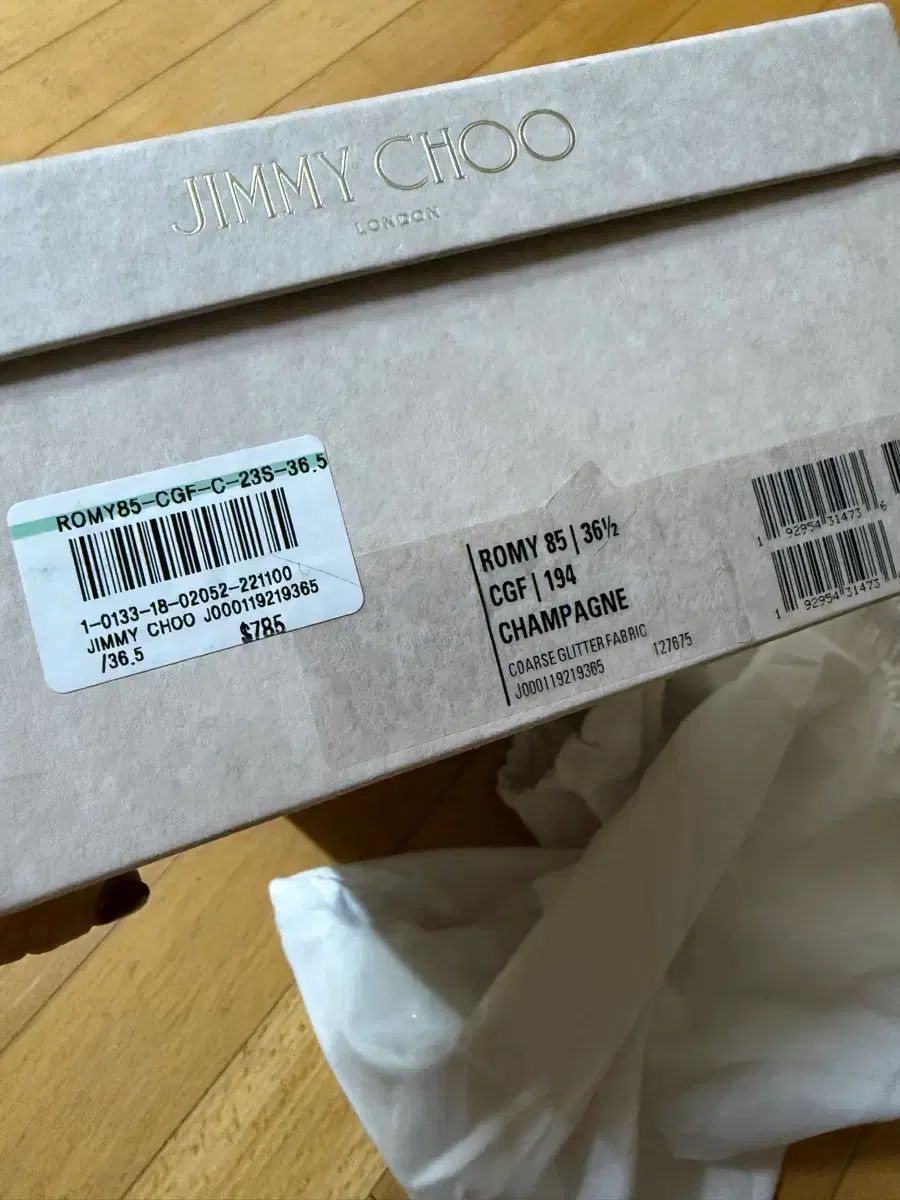 JIMMY CHOO
LONDON
ROMY85-CGF-C-23S-36.5
1-0133-18-02052-221100
JIMMY CHOO J000119219365
/36.5 $785
ROMY 85 | 36½
CGF | 194
CHAMPAGNE
COARSE GLITTER FABRIC
J000119219365 127675
1 92954 31473 6
1 92954 31473